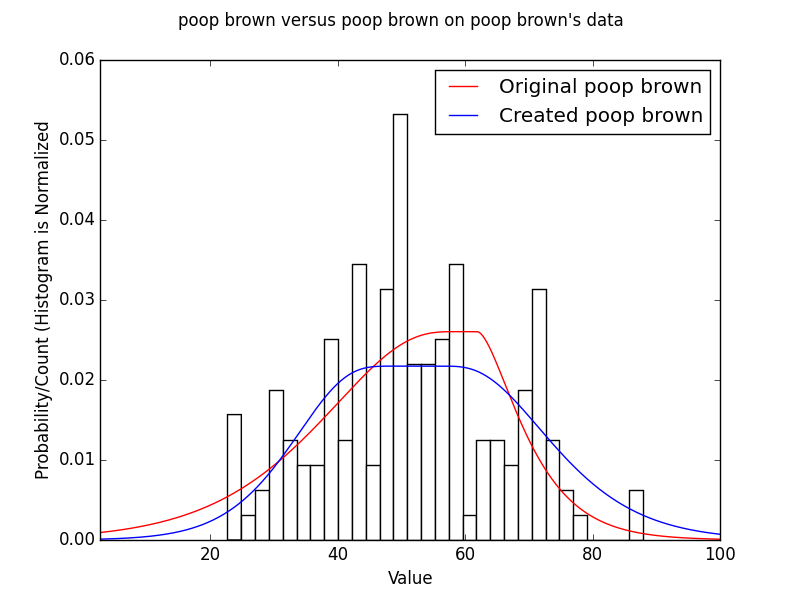 poop brown versus poop brown on poop brown's data
Original poop brown
Created poop brown
Probability/Count (Histogram is Normalized
0.06
0.05
0.04
0.03
0.02
0.01
0.00
20 40 60 80 100
Value